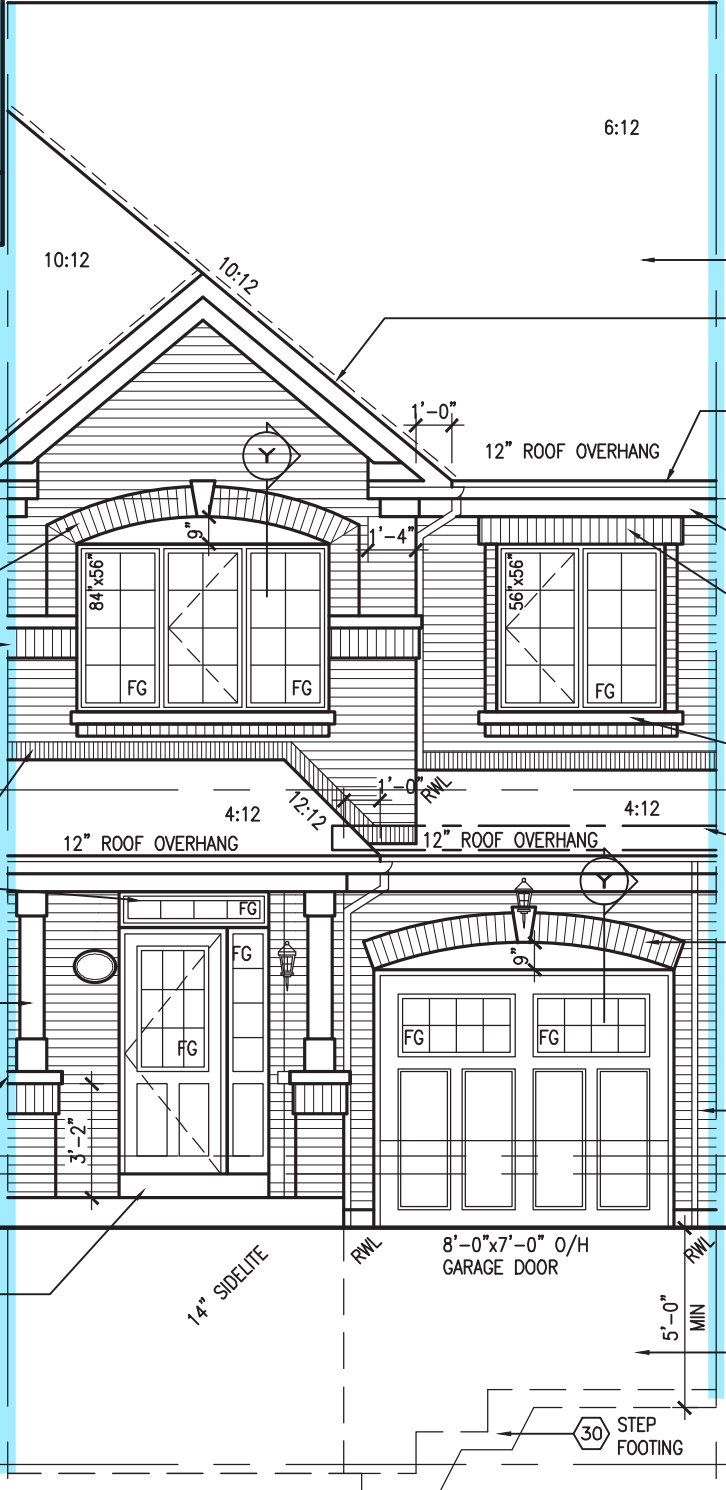 6:12
10:12
10:12
1'-0"
12" ROOF OVERHANG
Y
9"
1'-4"
84"x56"
56"x56"
FG
FG
FG
1'-0"
RWL
4:12
12:12
4:12
12" ROOF OVERHANG
12" ROOF OVERHANG
Y
FG
FG
9"
FG
FG
FG
3'-2"
14" SIDELITE
RWL
8'-0"x7'-0" O/H
GARAGE DOOR
RWL
5'-0"
MIN
30
STEP
FOOTING